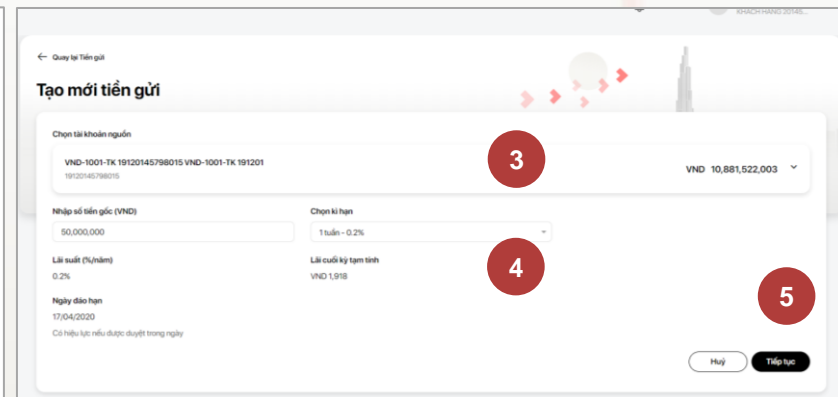 KHACH HANG 20145...
← Quay lại Tiền gửi
Tạo mới tiền gửi
Chọn tài khoản nguồn
VND-1001-TK 19120145798015 VND-1001-TK 191201
19120145798015
3
VND 10,881,522,003
Nhập số tiền gốc (VND)
Chọn kì hạn
50,000,000
1 tuần - 0.2%
Lãi suất (%/năm)
Lãi cuối kỳ tạm tính
0.2%
VND 1,918
4
Ngày đáo hạn
17/04/2020
Có hiệu lực nếu được duyệt trong ngày
5
Huỷ
Tiếp tục